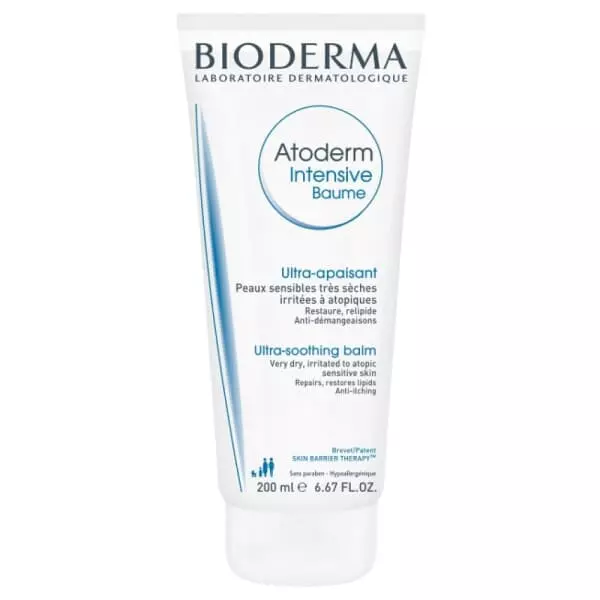 BIODERMA
LABORATOIRE DERMATOLOGIQUE
Atoderm
Intensive
Baume
Ultra-apaisant
Peaux sensibles très sèches
irritées à atopiques
Restaure, relipide
Anti-démangeaisons
Ultra-soothing balm
Very dry, irritated to atopic
sensitive skin
Repairs, restores lipids
Anti-itching
Brevet/Patent
SKIN BARRIER THERAPY™
Sans paraben - Hypoallergénique
200 ml ℮ 6.67 FL.OZ.